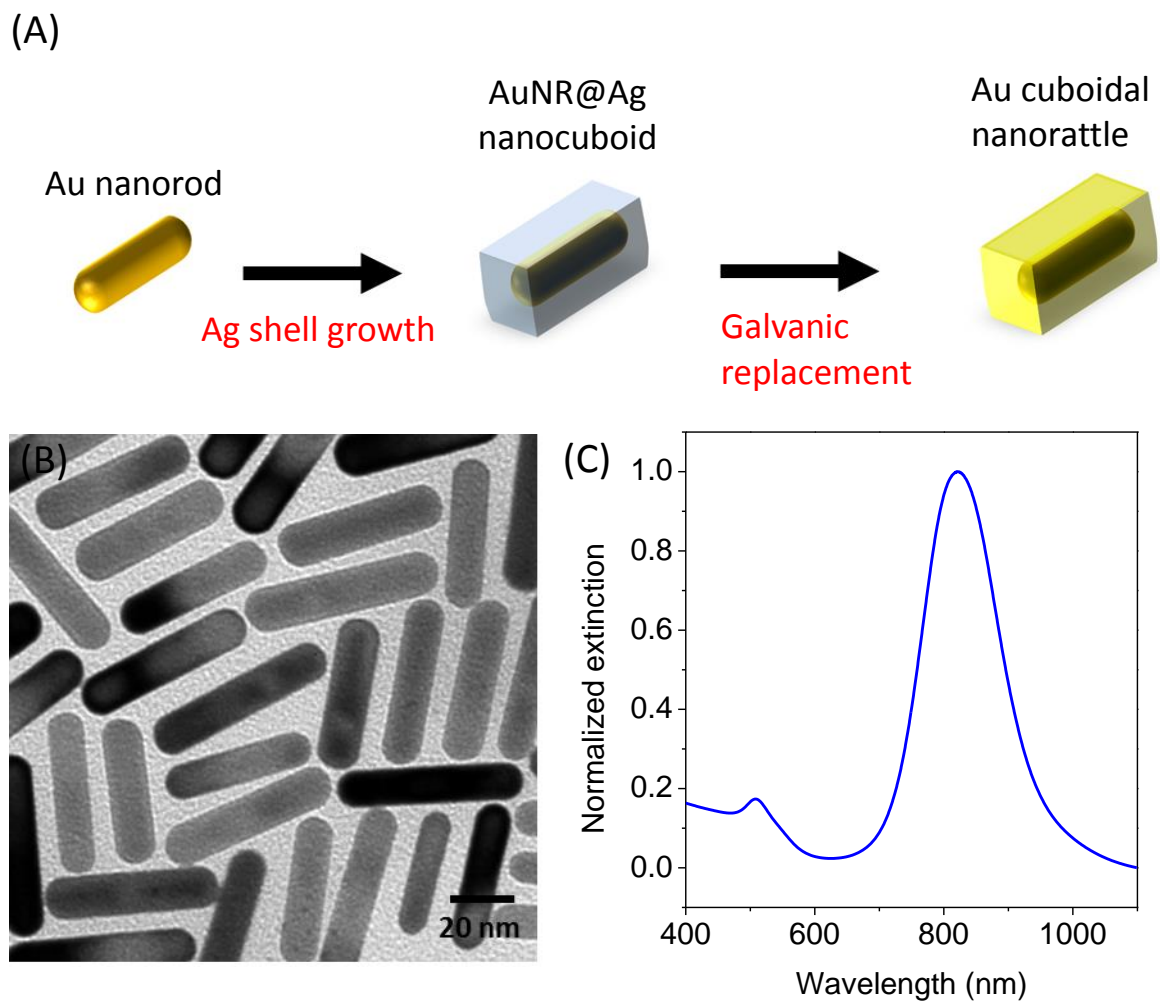 (A)
Au nanorod
Ag shell growth
AuNR@Ag
nanocuboid
Galvanic
replacement
Au cuboidal
nanorattle
(B)
20 nm
(C)
Normalized extinction
1.0
0.8
0.6
0.4
0.2
0.0
400
600
800
1000
Wavelength (nm)